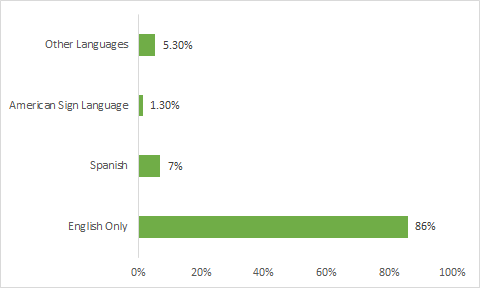 Other Languages 5.30%
American Sign Language 1.30%
Spanish 7%
English Only 86%
0% 20% 40% 60% 80% 100%